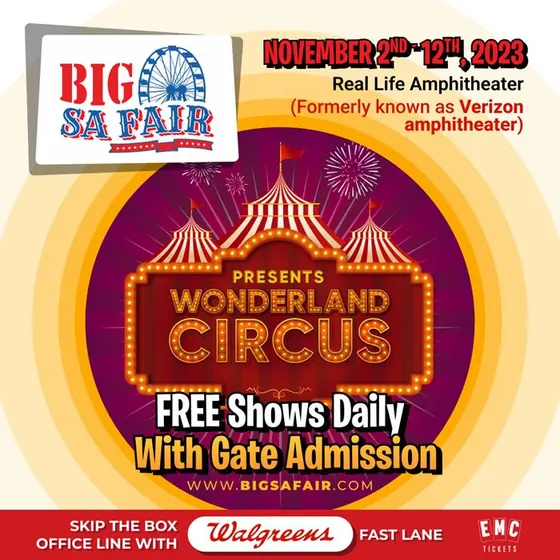 BIG
SA FAIR
NOVEMBER 2ND - 12TH, 2023
Real Life Amphitheater
(Formerly known as Verizon
amphitheater)
PRESENTS
WONDERLAND
CIRCUS
FREE Shows Daily
With Gate Admission
WWW.BIGSAFAIR.COM
SKIP THE BOX
OFFICE LINE WITH
Walgreens
FAST LANE
EMC
TICKETS